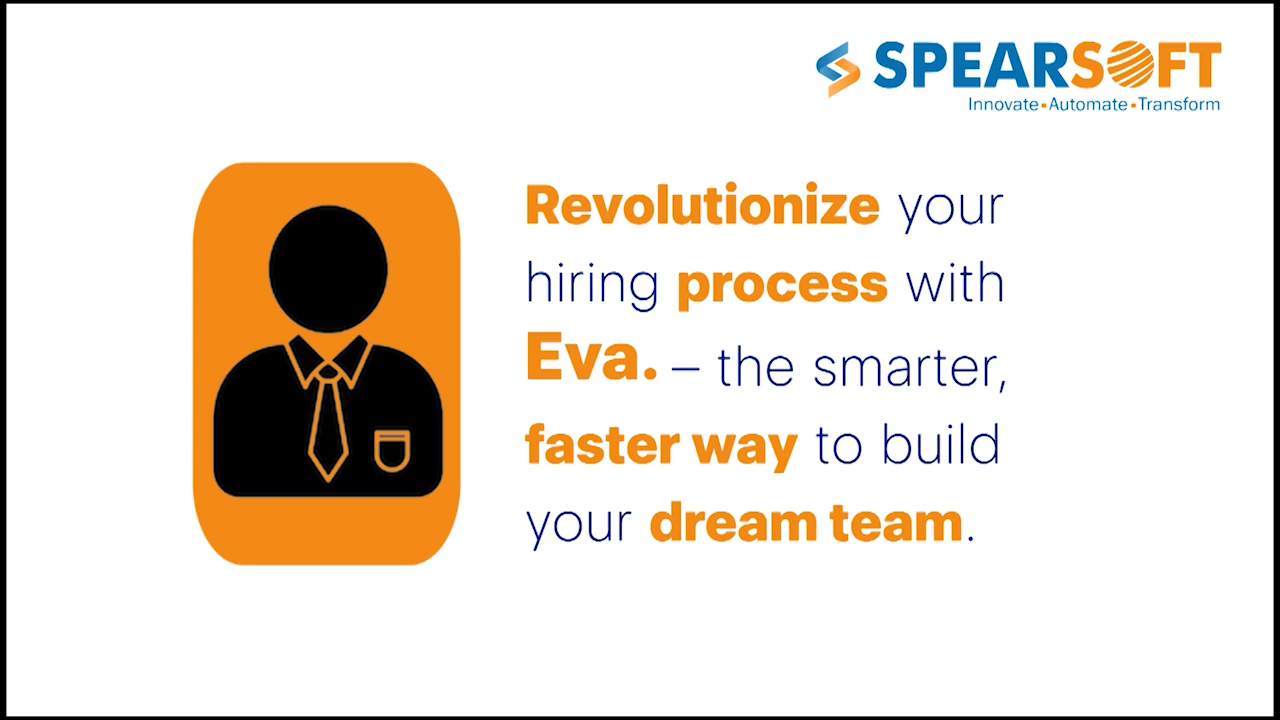 SPEARSOFT
Innovate▪Automate▪Transform
Revolutionize your
hiring process with
Eva. – the smarter,
faster way to build
your dream team.